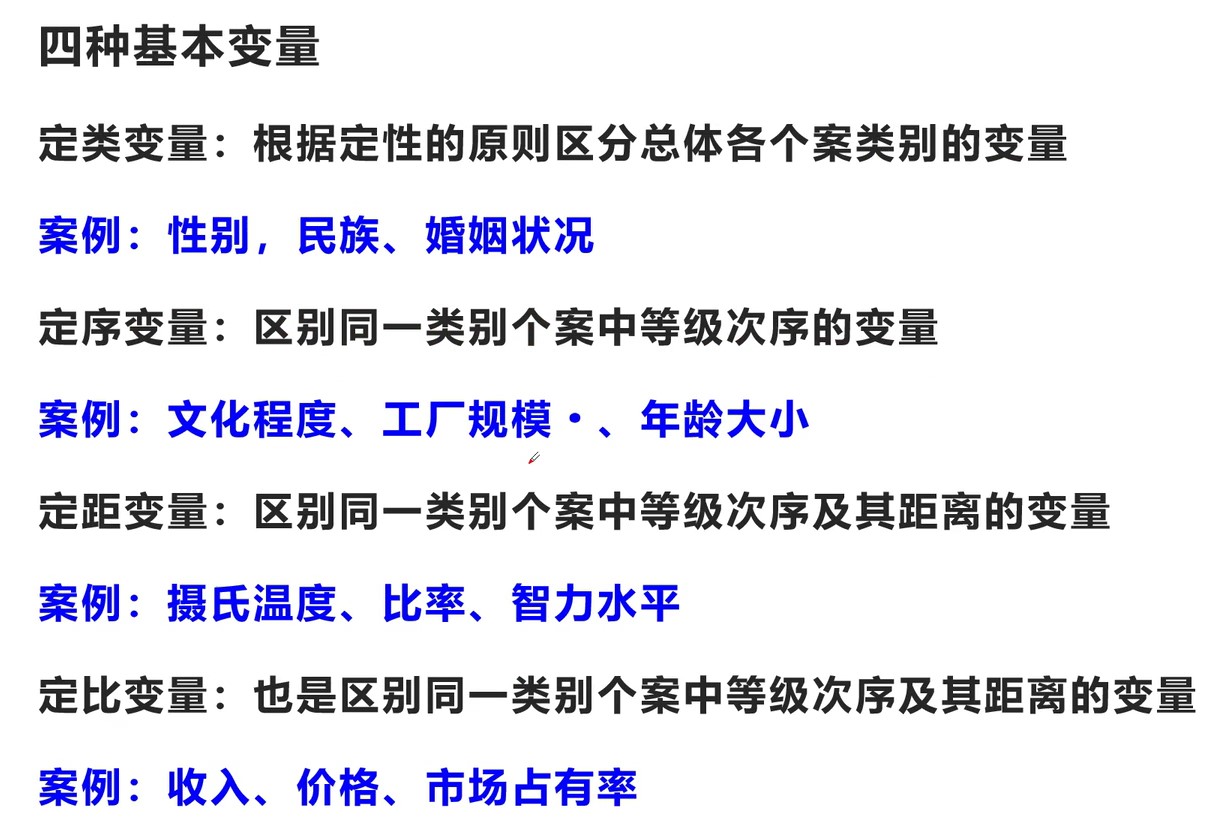 四种基本变量
定类变量：根据定性的原则区分总体各个案类别的变量
案例：性别，民族、婚姻状况
定序变量：区别同一类别个案中等级次序的变量
案例：文化程度、工厂规模·、年龄大小
定距变量：区别同一类别个案中等级次序及其距离的变量
案例：摄氏温度、比率、智力水平
定比变量：也是区别同一类别个案中等级次序及其距离的变量
案例：收入、价格、市场占有率